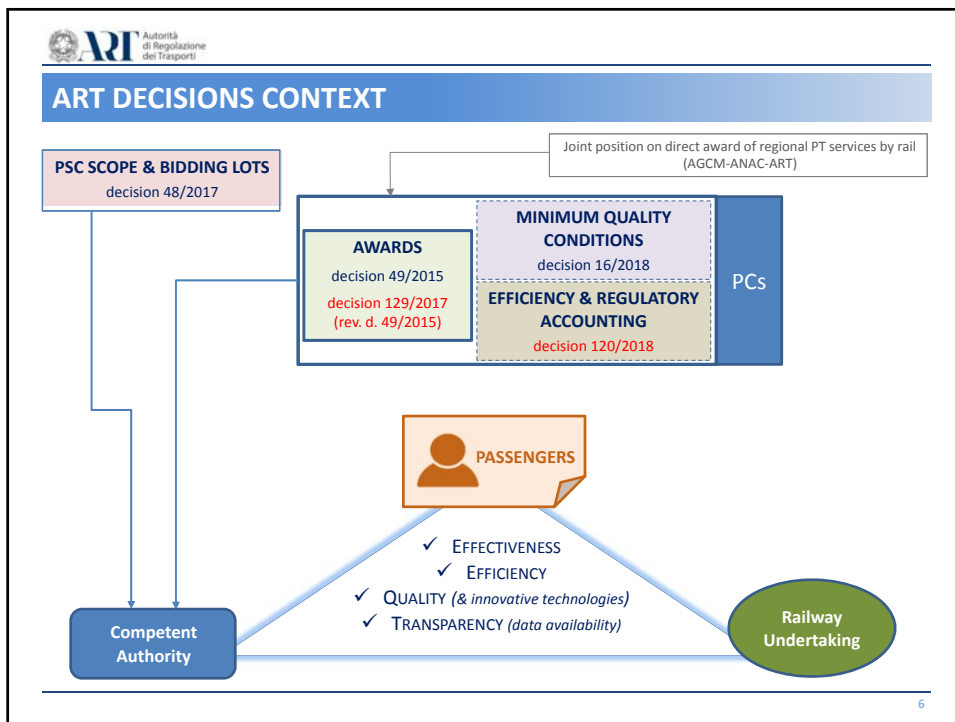 ART
Autorità
di Regolazione
dei Trasporti
ART DECISIONS CONTEXT
Joint position on direct award of regional PT services by rail
(AGCM-ANAC-ART)
PSC SCOPE & BIDDING LOTS
decision 48/2017
AWARDS
decision 49/2015
decision 129/2017
(rev. d. 49/2015)
MINIMUM QUALITY
CONDITIONS
decision 16/2018
EFFICIENCY & REGULATORY
ACCOUNTING
decision 120/2018
PCs
PASSENGERS
✓ EFFECTIVENESS
✓ EFFICIENCY
✓ QUALITY (& innovative technologies)
✓ TRANSPARENCY (data availability)
Competent
Authority
Railway
Undertaking
6